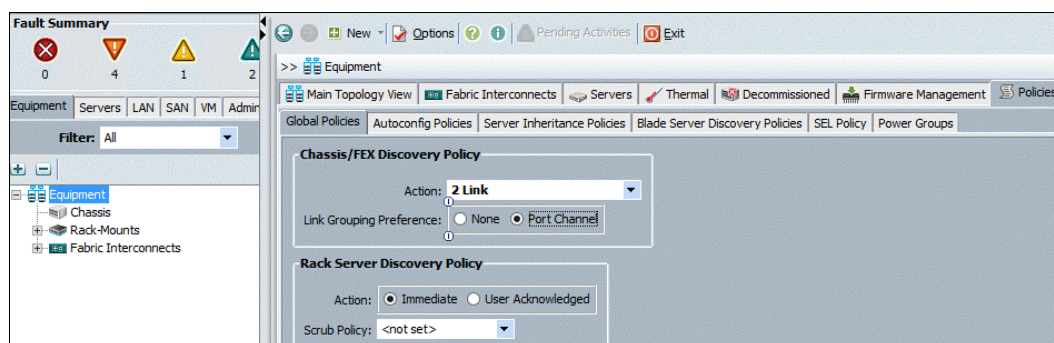 Fault Summary
0 4 1 2
New Options Pending Activities Exit
>> Equipment
Equipment Servers LAN SAN VM Admin
Main Topology View Fabric Interconnects Servers Thermal Decommissioned Firmware Management Policies
Global Policies Autoconfig Policies Server Inheritance Policies Blade Server Discovery Policies SEL Policy Power Groups
Filter: All
Equipment
Chassis
Rack-Mounts
Fabric Interconnects
Chassis/FEX Discovery Policy
Action: 2 Link
Link Grouping Preference: None Port Channel
Rack Server Discovery Policy
Action: Immediate User Acknowledged
Scrub Policy: <not set>